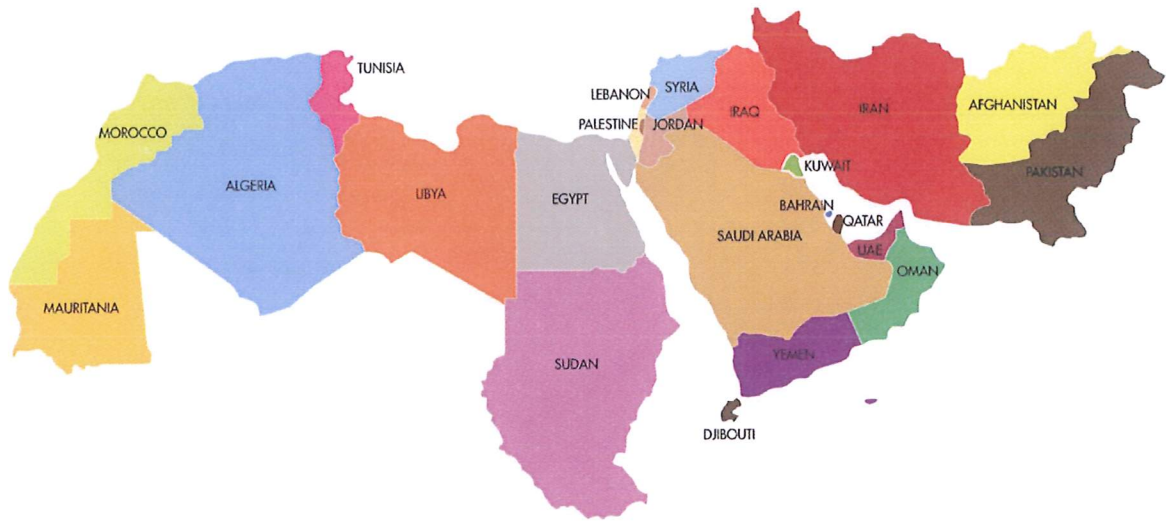 TUNISIA
MOROCCO
ALGERIA
LIBYA
EGYPT
MAURITANIA
SUDAN
LEBANON
SYRIA
PALESTINE
JORDAN
IRAQ
IRAN
AFGHANISTAN
PAKISTAN
KUWAIT
BAHRAIN
QATAR
SAUDI ARABIA
UAE
OMAN
YEMEN
DJIBOUTI